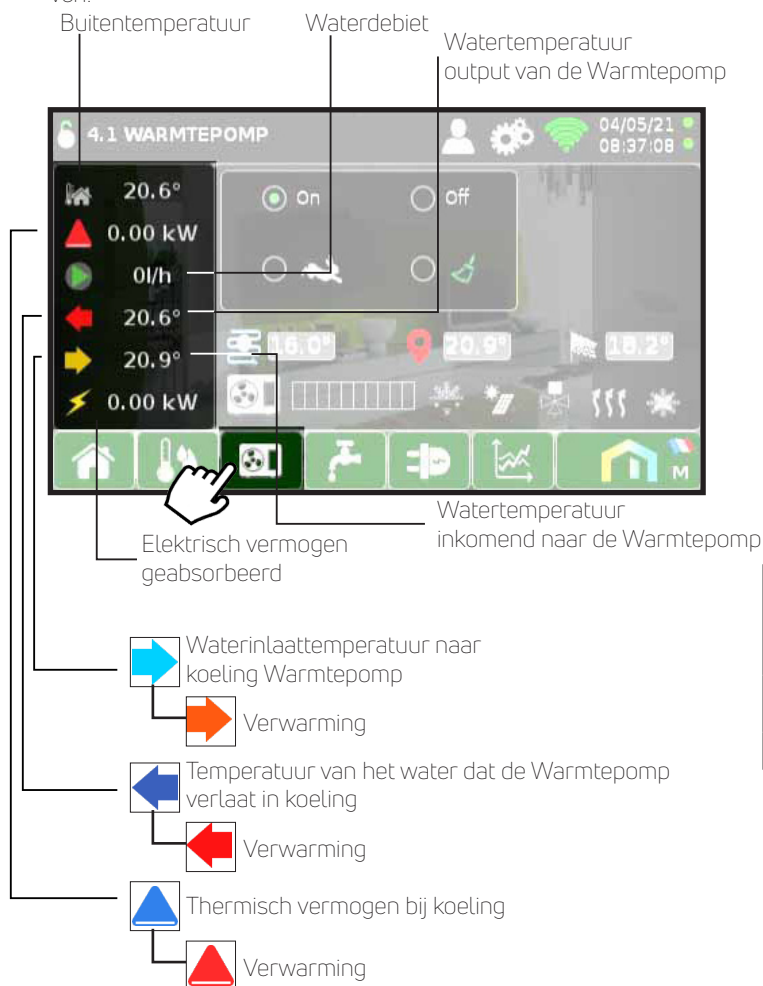 Buitentemperatuur
Waterdebiet
Watertemperatuur
output van de Warmtepomp
4.1 WARMTEPOMP
04/05/21
08:37:08
20.6°
On
Off
0.00 kW
0l/h
20.6°
20.9°
16.0°
20.9°
18.2°
0.00 kW
M
Watertemperatuur
inkomend naar de Warmtepomp
Elektrisch vermogen
geabsorbeerd
Waterinlaattemperatuur naar
koeling Warmtepomp
Verwarming
Temperatuur van het water dat de Warmtepomp
verlaat in koeling
Verwarming
Thermisch vermogen bij koeling
Verwarming